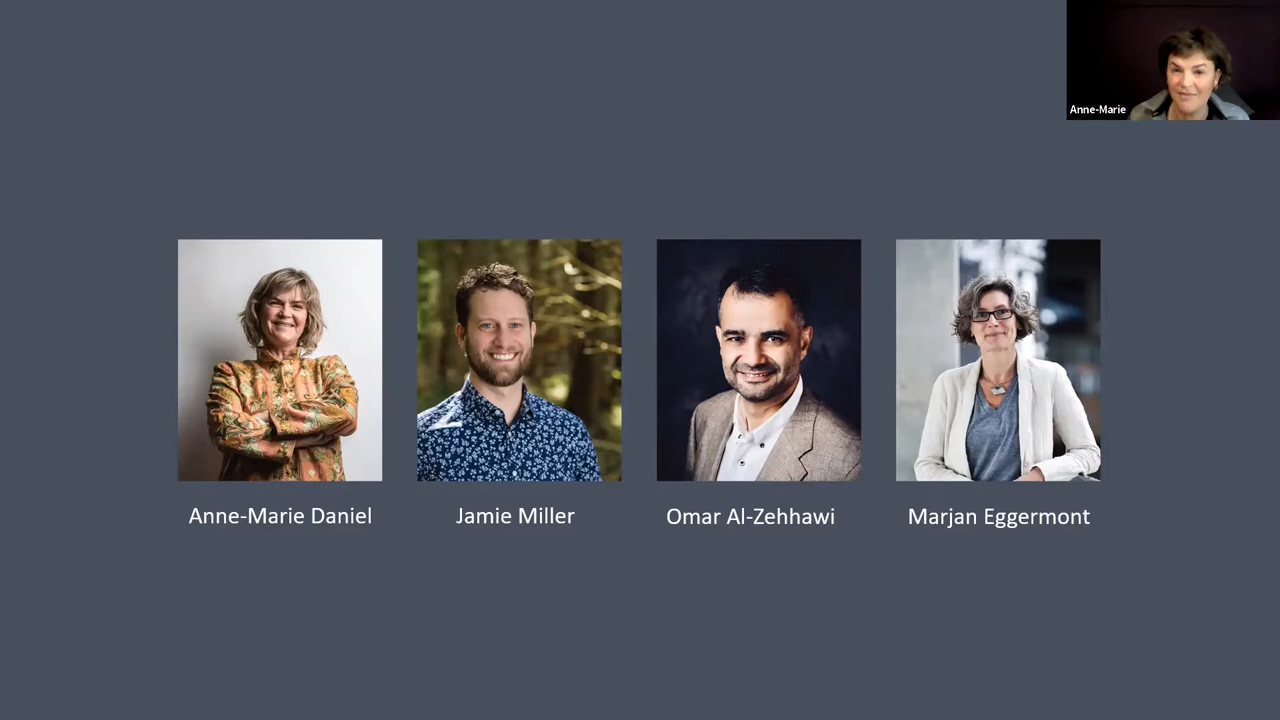 Anne-Marie
Anne-Marie Daniel
Jamie Miller
Omar Al-Zehhawi
Marjan Eggermont